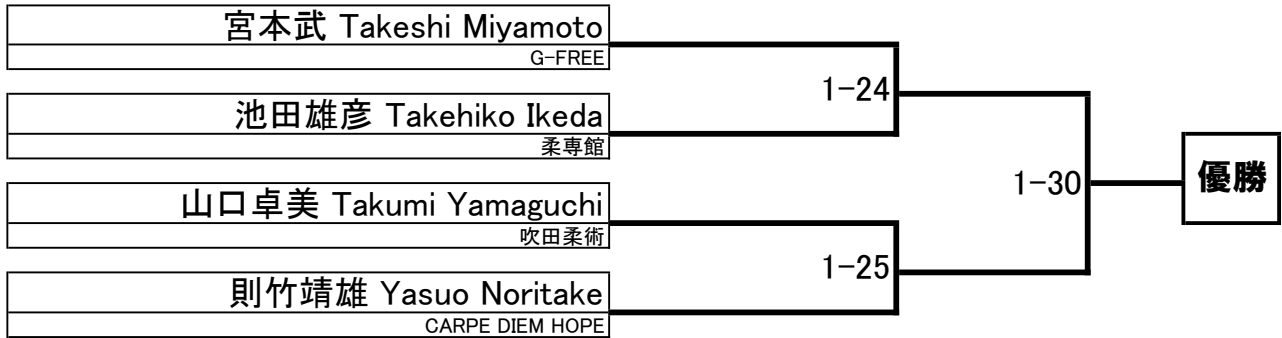 宮本武 Takeshi Miyamoto
G-FREE
1-24
池田雄彦 Takehiko Ikeda
柔専館
1-30
優勝
山口卓美 Takumi Yamaguchi
吹田柔術
1-25
則竹靖雄 Yasuo Noritake
CARPE DIEM HOPE